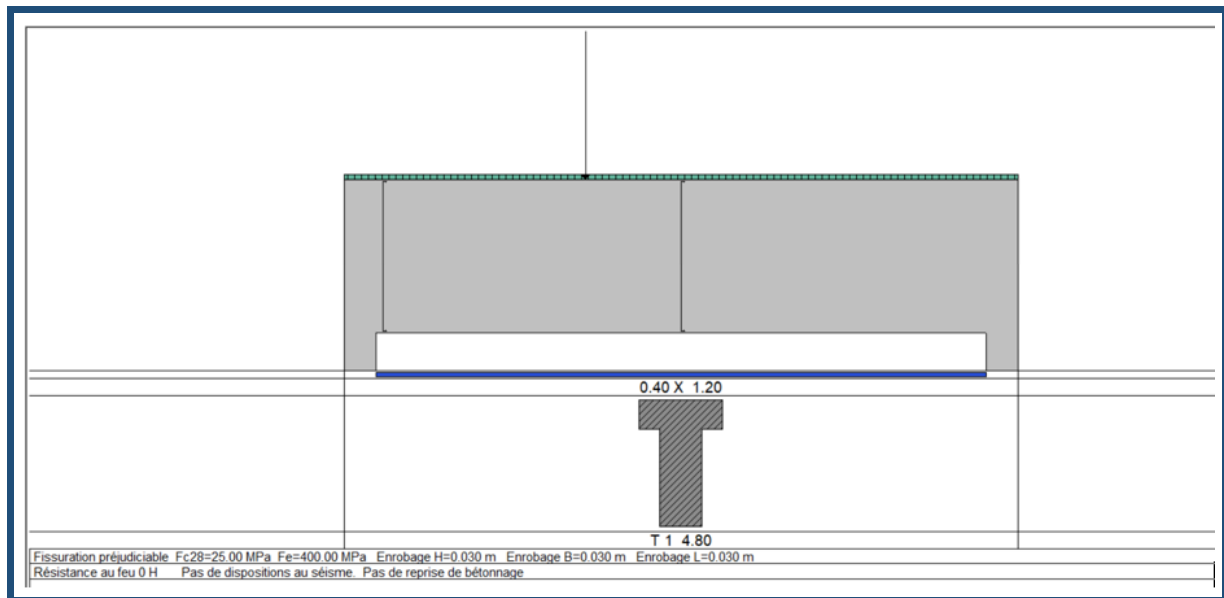 0.40 X 1.20
T 1 4.80
Fissuration préjudiciable Fc28=25.00 MPa Fe=400.00 MPa Enrobage H=0.030 m Enrobage B=0.030 m Enrobage L=0.030 m
Résistance au feu 0 H Pas de dispositions au séisme. Pas de reprise de bétonnage